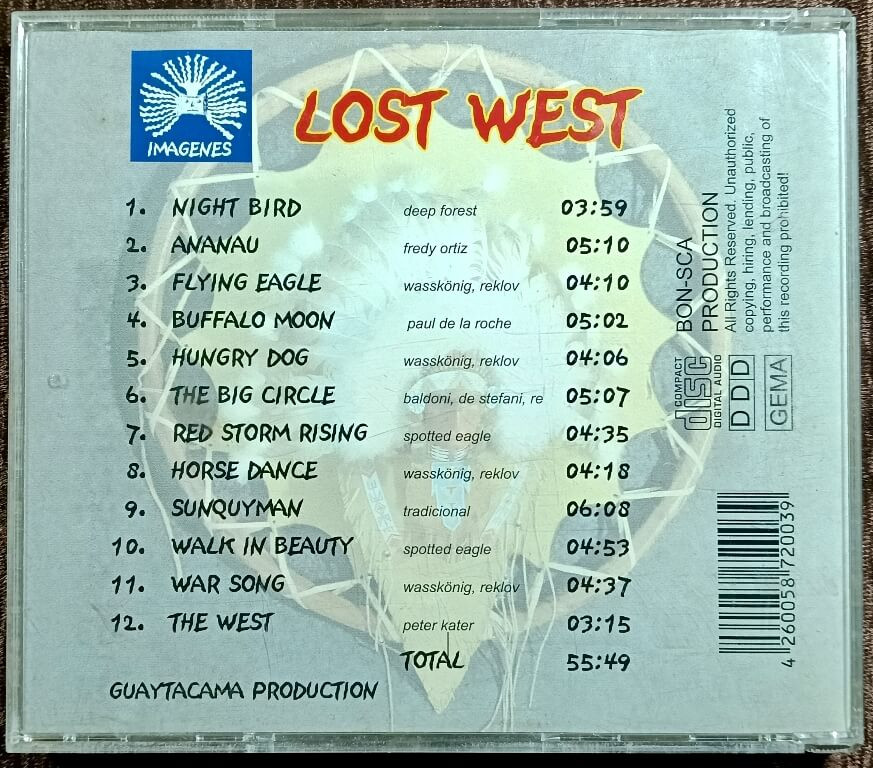 IMAGENES
LOST WEST
1. NIGHT BIRD deep forest 03:59
2. ANANAU fredy ortiz 05:10
3. FLYING EAGLE wasskönig, reklov 04:10
4. BUFFALO MOON paul de la roche 05:02
5. HUNGRY DOG wasskönig, reklov 04:06
6. THE BIG CIRCLE baldoni, de stefani, re 05:07
7. RED STORM RISING spotted eagle 04:35
8. HORSE DANCE wasskönig, reklov 04:18
9. SUNQUYMAN tradicional 06:08
10. WALK IN BEAUTY spotted eagle 04:53
11. WAR SONG wasskönig, reklov 04:37
12. THE WEST peter kater 03:15
TOTAL 55:49
GUAYTACAMA PRODUCTION
BON-SCA
PRODUCTION
All Rights Reserved. Unauthorized
copying, hiring, lending, public,
performance and broadcasting of
this recording prohibited!
COMPACT
disc
DIGITAL AUDIO
DDD
GEMA
4 260058 720039